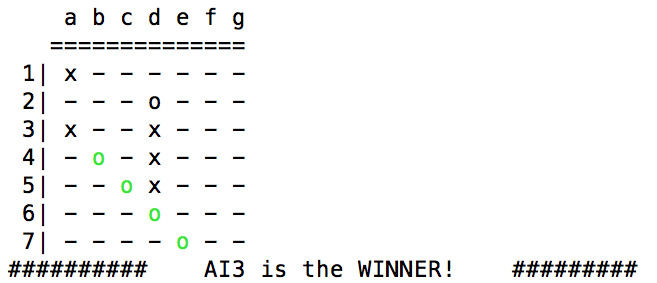 a b c d e f g
==============
1| x - - - - - -
2| - - - o - - -
3| x - - x - - -
4| - o - x - - -
5| - - o x - - -
6| - - - o - - -
7| - - - - o - -
########## AI3 is the WINNER! #########